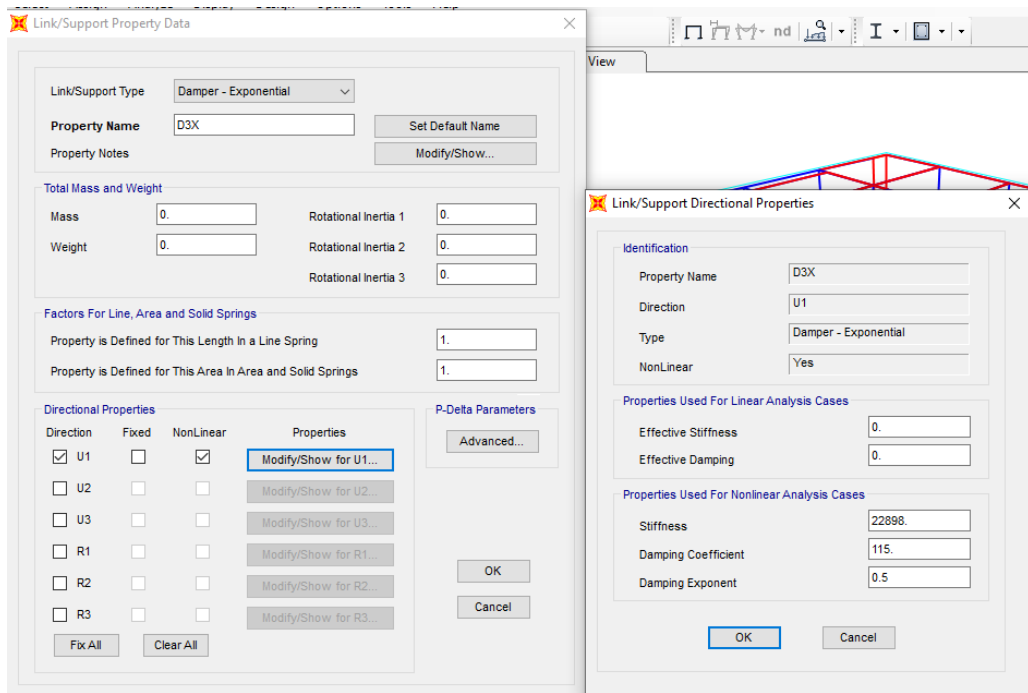 Link/Support Property Data
Link/Support Type Damper - Exponential
Property Name D3X Set Default Name
Property Notes Modify/Show...
Total Mass and Weight
Mass 0. Rotational Inertia 1 0.
Weight 0. Rotational Inertia 2 0.
Rotational Inertia 3 0.
Factors For Line, Area and Solid Springs
Property is Defined for This Length In a Line Spring 1.
Property is Defined for This Area In Area and Solid Springs 1.
Directional Properties
Direction Fixed NonLinear Properties
U1 Modify/Show for U1...
U2 Modify/Show for U2...
U3 Modify/Show for U3...
R1 Modify/Show for R1...
R2 Modify/Show for R2...
R3 Modify/Show for R3...
Fix All Clear All
P-Delta Parameters
Advanced...
OK
Cancel
nd
View
Link/Support Directional Properties
Identification
Property Name D3X
Direction U1
Type Damper - Exponential
NonLinear Yes
Properties Used For Linear Analysis Cases
Effective Stiffness 0.
Effective Damping 0.
Properties Used For Nonlinear Analysis Cases
Stiffness 22898.
Damping Coefficient 115.
Damping Exponent 0.5
OK Cancel